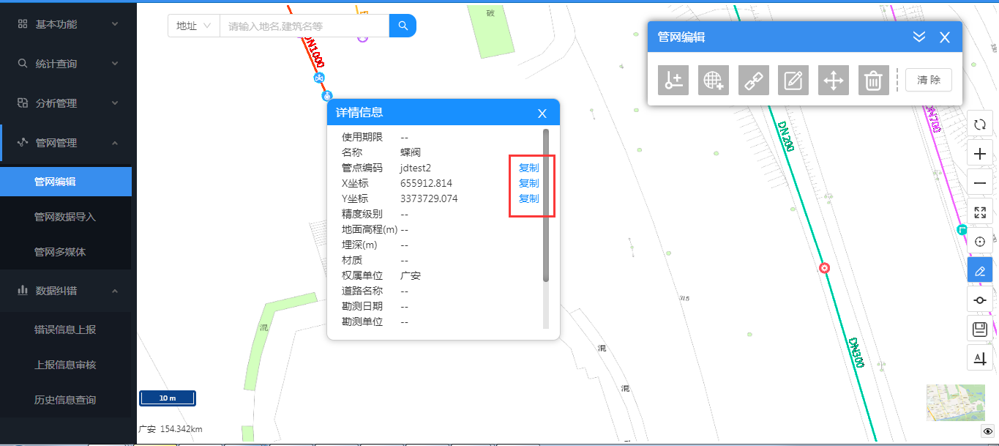 基本功能
统计查询
分析管理
管网管理
管网编辑
管网数据导入
管网多媒体
数据纠错
错误信息上报
上报信息审核
历史信息查询
地址 请输入地名,建筑名等
碳
DN1000
管网编辑
清 除
详情信息 X
使用期限 --
名称 蝶阀
管点编码 jdtest2 复制
X坐标 655912.814 复制
Y坐标 3373729.074 复制
精度级别 --
地面高程(m) --
埋深(m) --
材质 --
权属单位 广安
道路名称 --
勘测日期 --
勘测单位 --
DN200
DN700
315
混
混
混
DN300
10 m
广安 154.342km